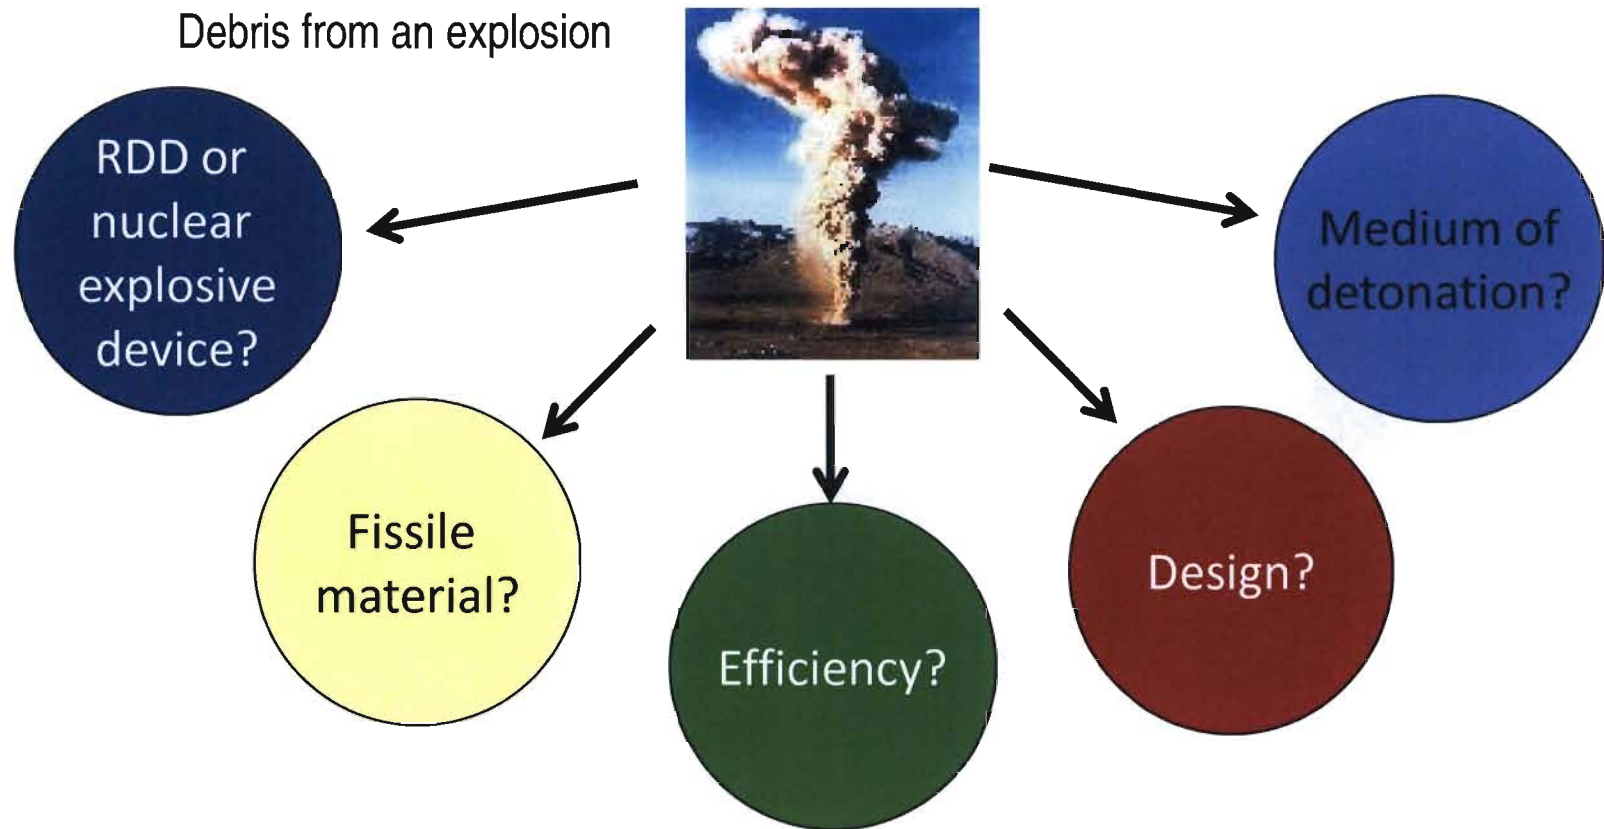 Debris from an explosion
RDD or
nuclear
explosive
device?
Fissile
material?
Efficiency?
Design?
Medium of
detonation?